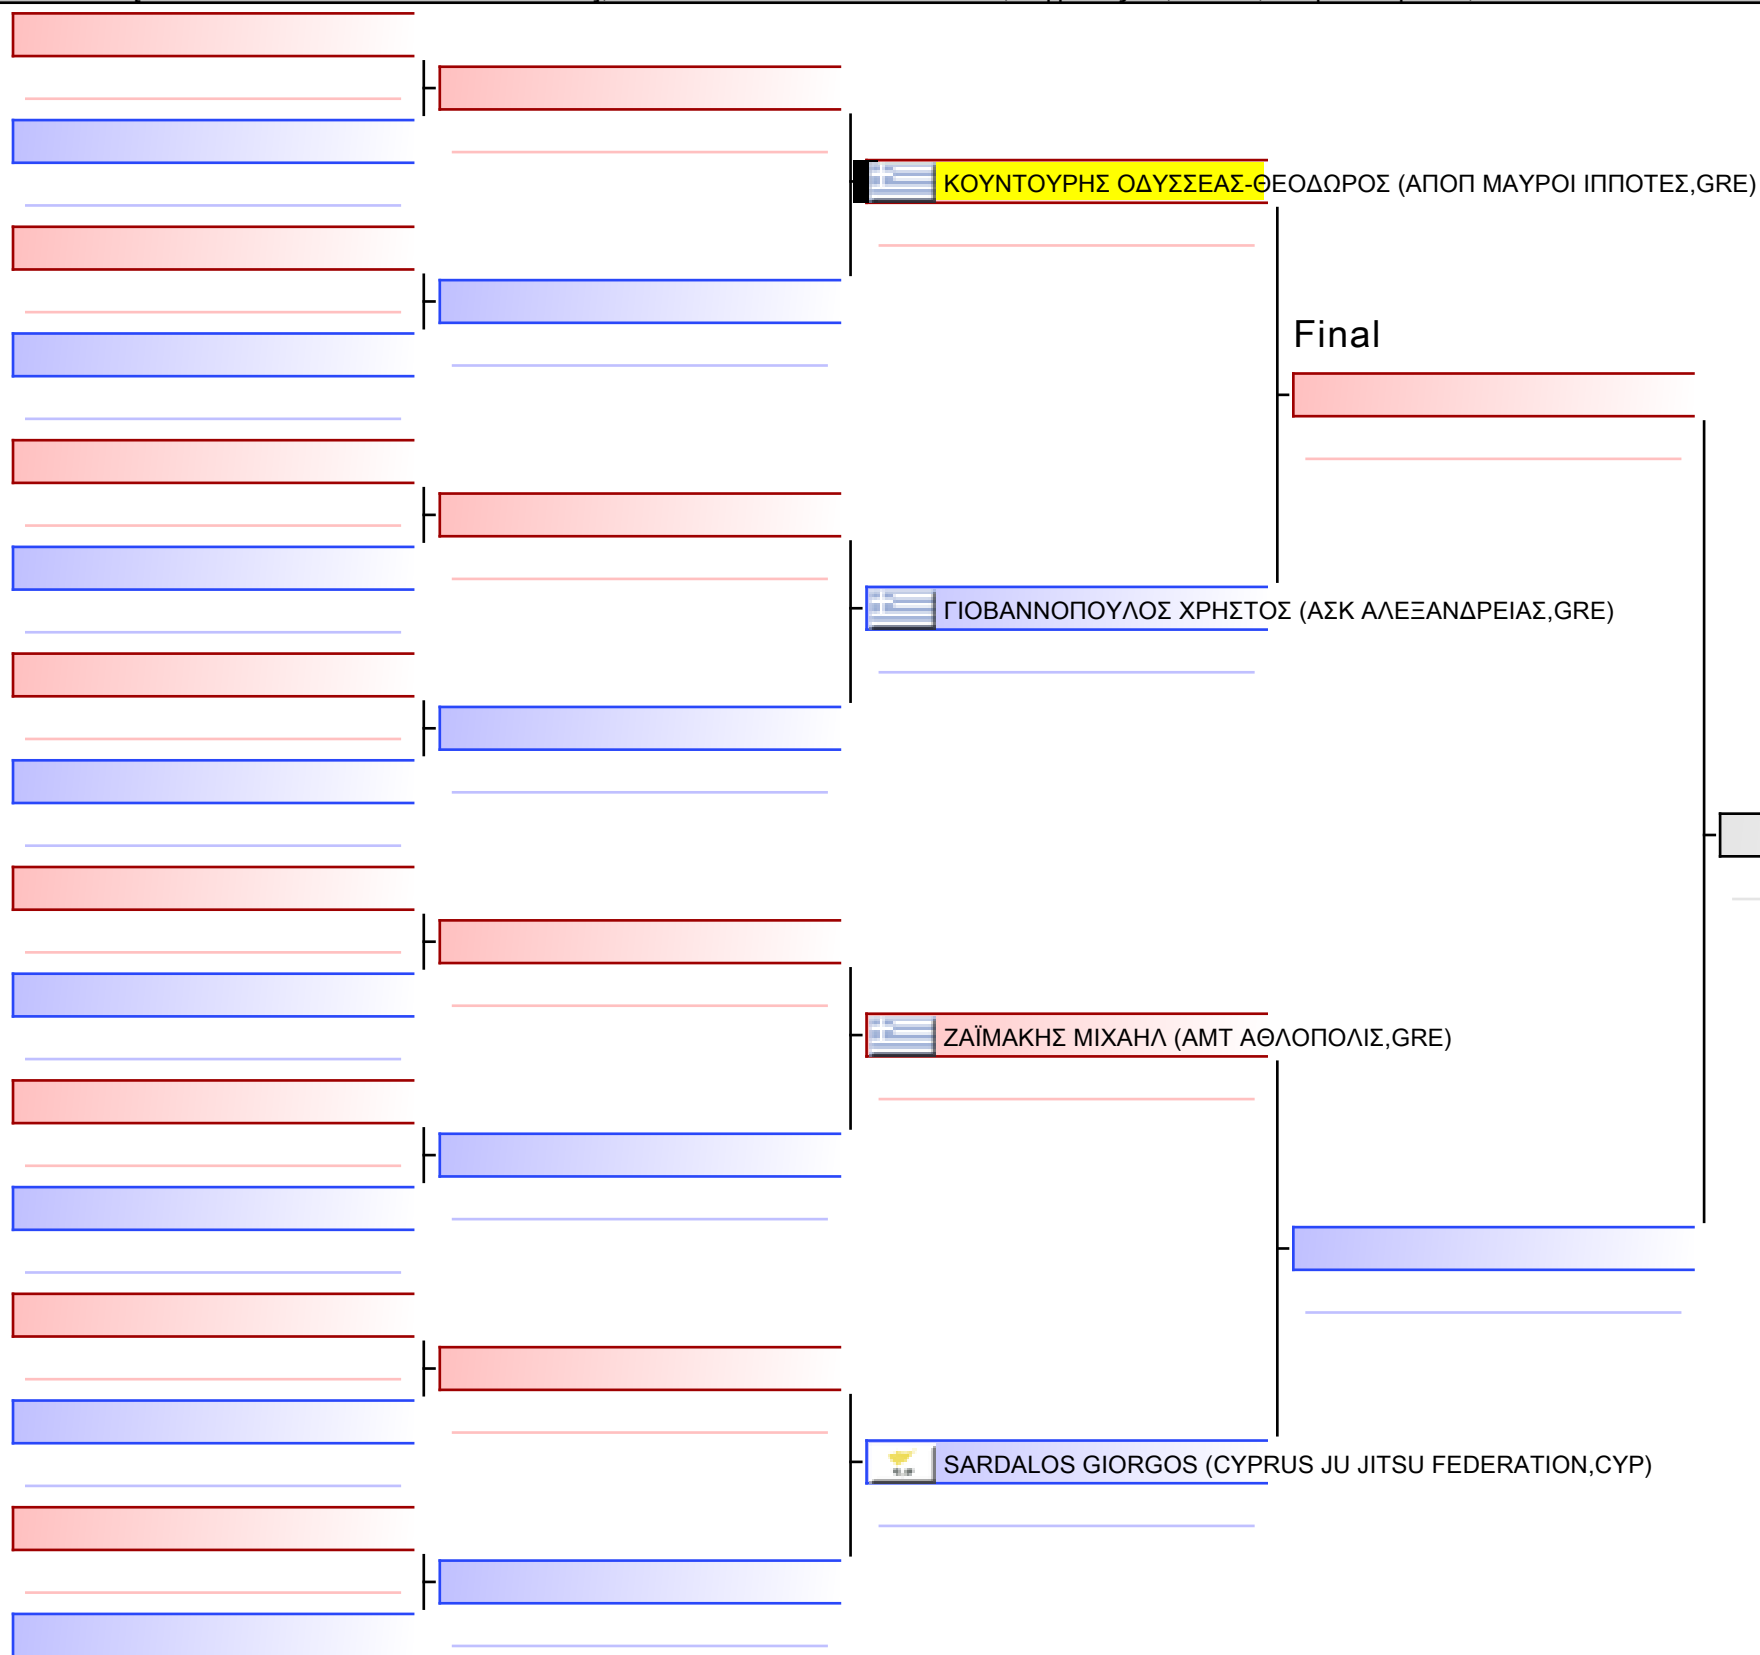 ΚΟΥΝΤΟΥΡΗΣ ΟΔΥΣΣΕΑΣ-ΘΕΟΔΩΡΟΣ (ΑΠΟΠ ΜΑΥΡΟΙ ΙΠΠΟΤΕΣ,GRE)
Final
ΓΙΟΒΑΝΝΟΠΟΥΛΟΣ ΧΡΗΣΤΟΣ (ΑΣΚ ΑΛΕΞΑΝΔΡΕΙΑΣ,GRE)
ΖΑΪΜΑΚΗΣ ΜΙΧΑΗΛ (ΑΜΤ ΑΘΛΟΠΟΛΙΣ,GRE)
SARDALOS GIORGOS (CYPRUS JU JITSU FEDERATION,CYP)